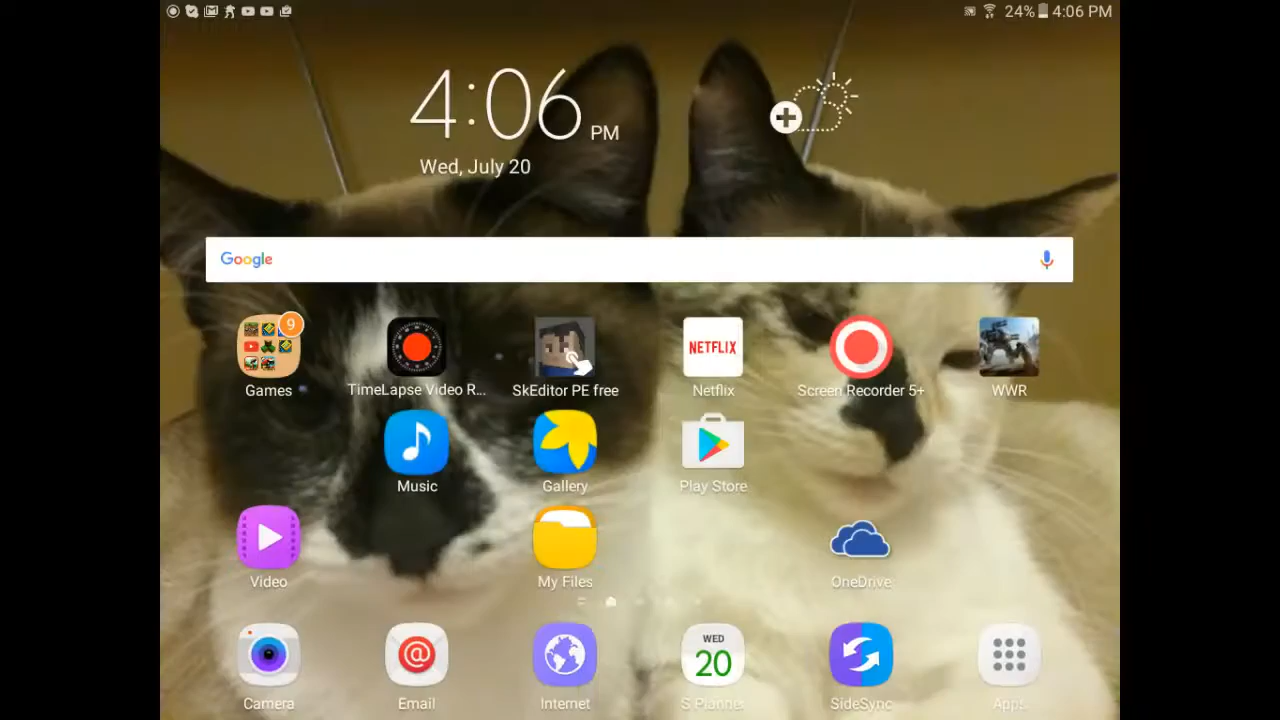 24% 4:06 PM
4:06 PM
Wed, July 20
Google
9
NETFLIX
Games
TimeLapse Video R...
SkEditor PE free
Netflix
Screen Recorder 5+
WWR
Music
Gallery
Play Store
Video
My Files
OneDrive
WED
20
Camera
Email
Internet
S Planner
SideSync
Apps